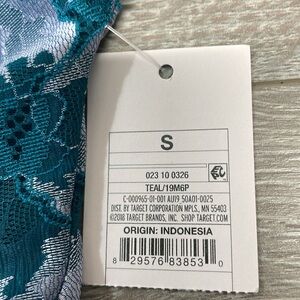 S
023 10 0326
TEAL/19M6P
C-000965-01-001 AU19 50A01-0025
DIST. BY TARGET CORPORATION MPLS, MN 55403
©2018 TARGET BRANDS, INC. SHOP TARGET.COM
ORIGIN: INDONESIA
8 29576 83853 0